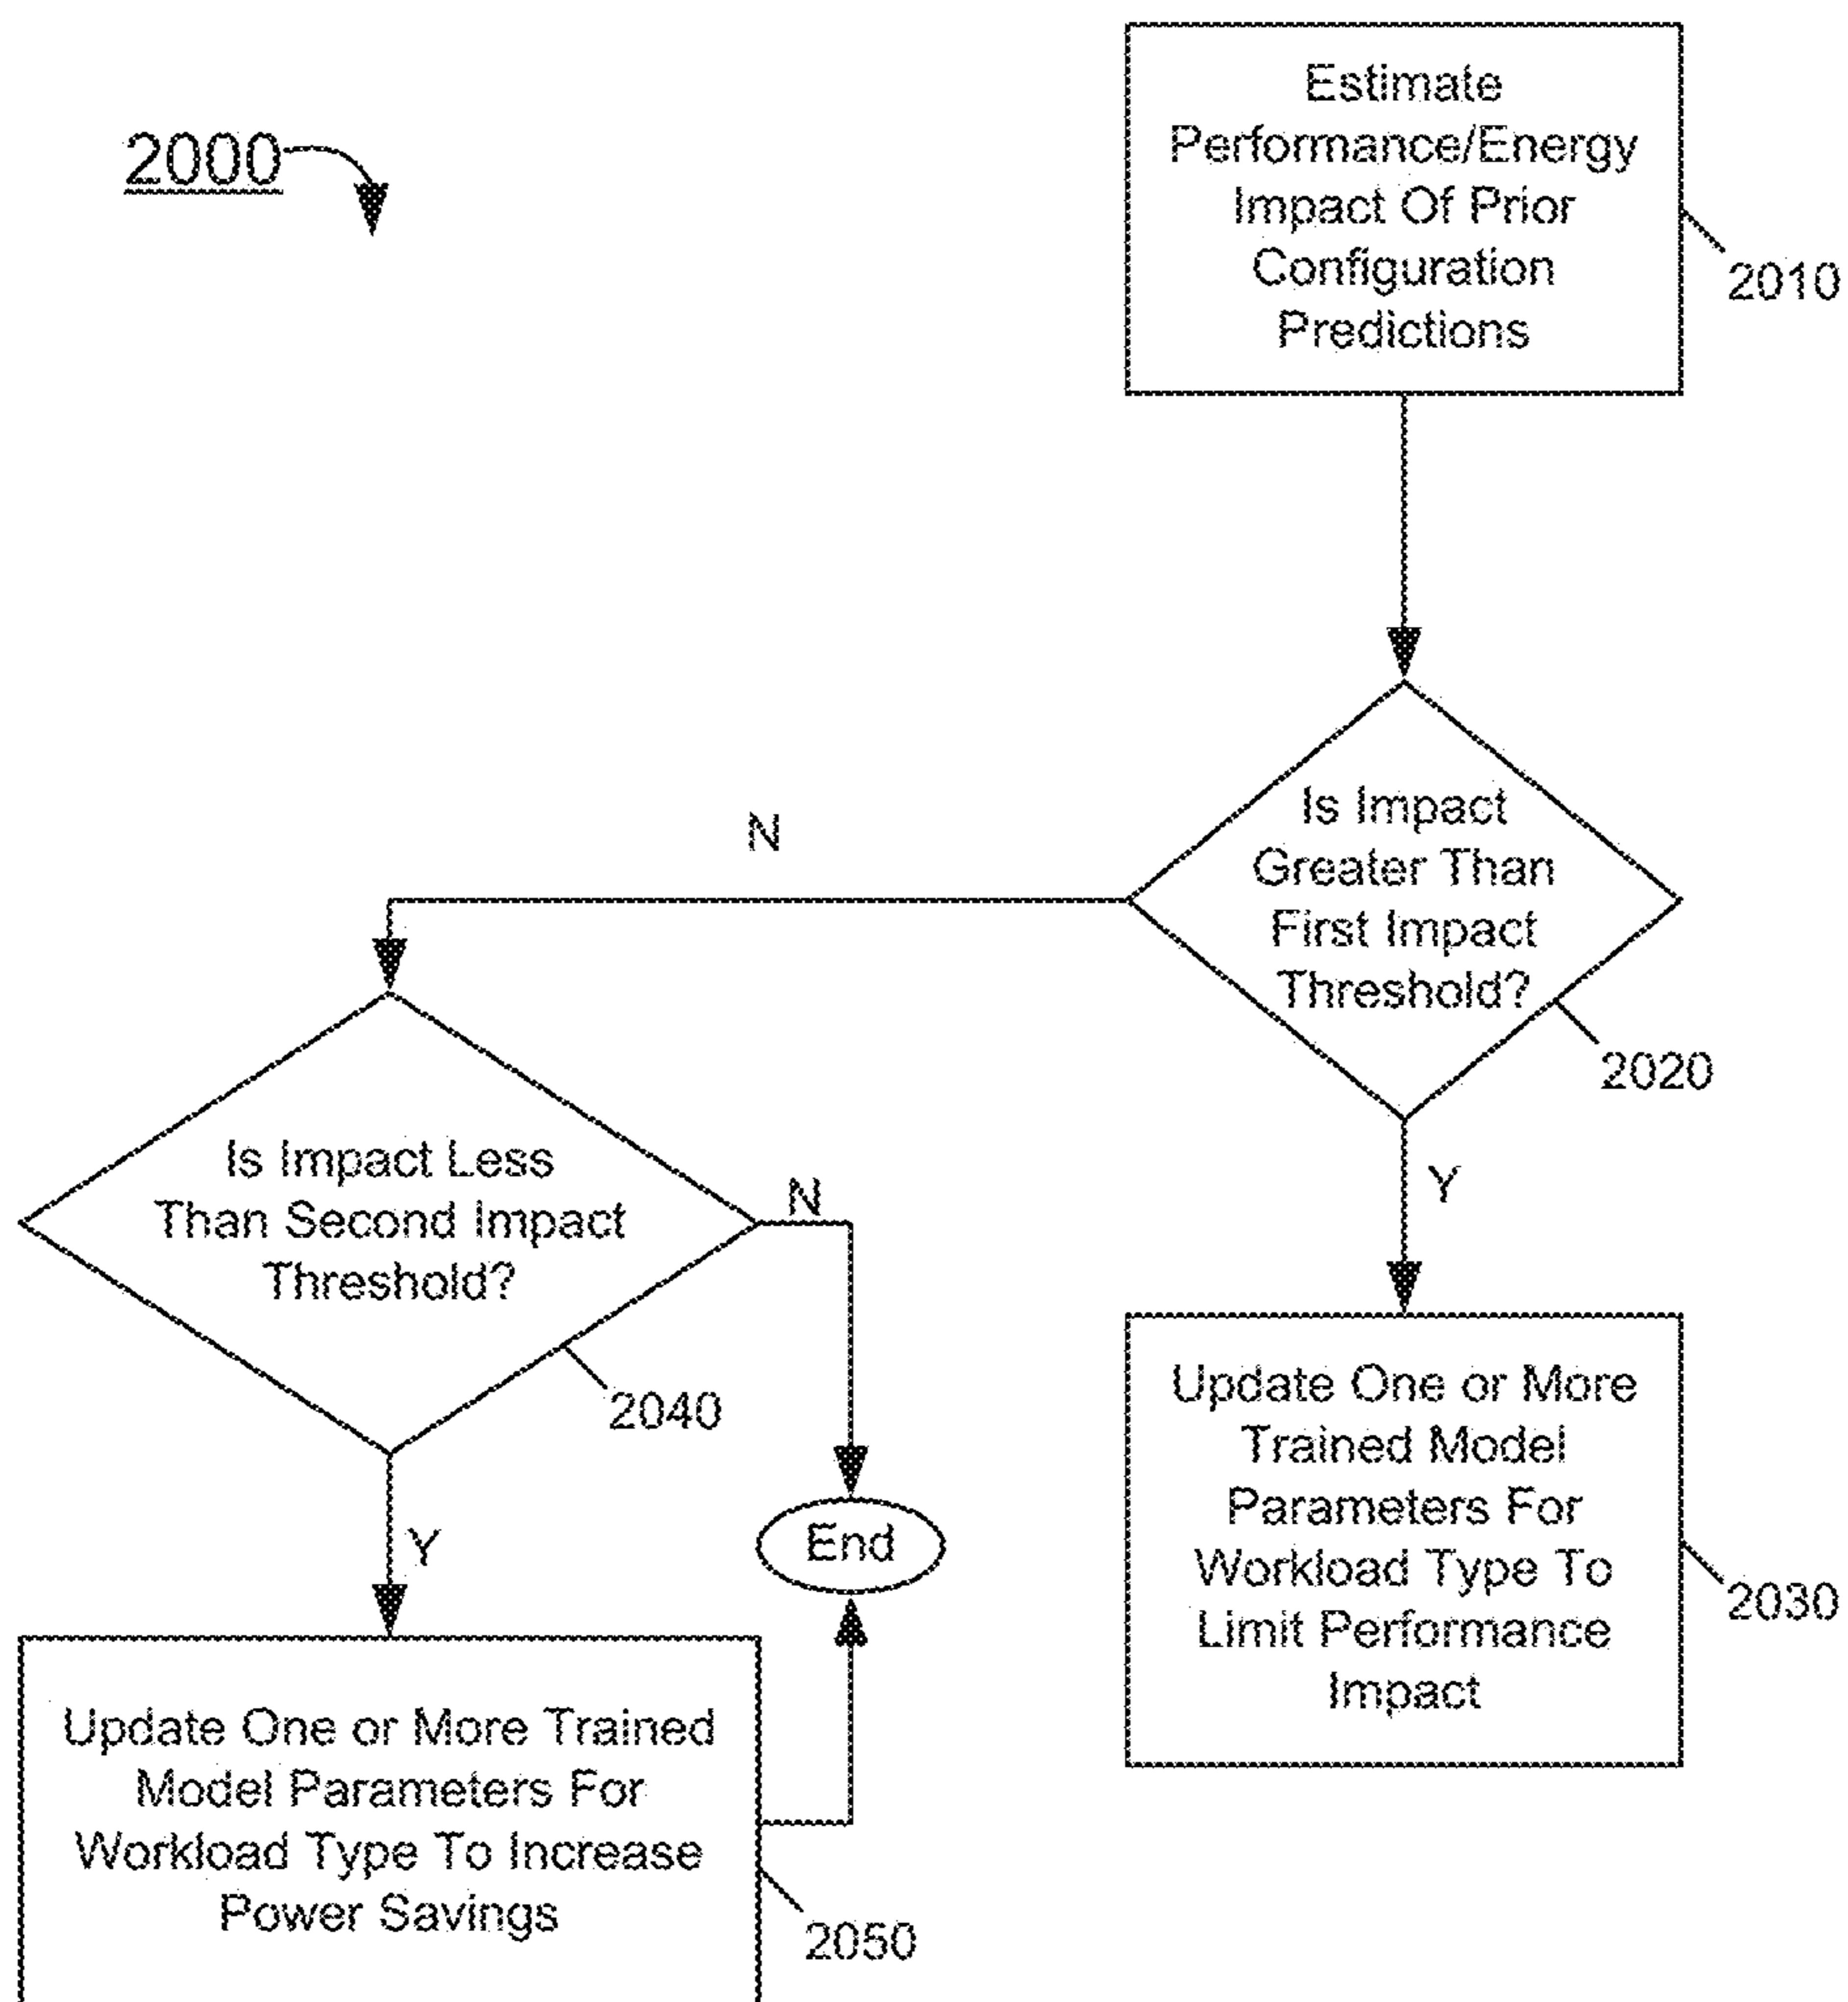 2000
Estimate
Performance/Energy
Impact Of Prior
Configuration
Predictions
2010
Is Impact
Greater Than
First Impact
Threshold?
2020
N
Y
Is Impact Less
Than Second Impact
Threshold?
2040
N
Y
End
Update One or More
Trained Model
Parameters For
Workload Type To
Limit Performance
Impact
2030
Update One or More Trained
Model Parameters For
Workload Type To Increase
Power Savings
2050